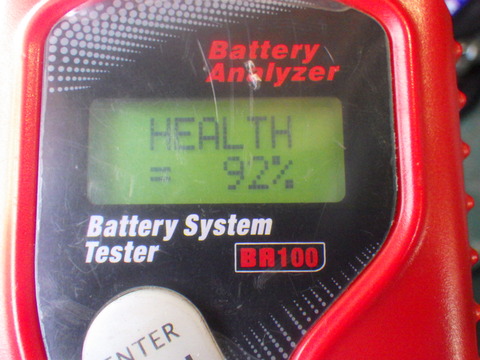 Battery
Analyzer
HEALTH
= 92%
Battery System
Tester
BR100
ENTER